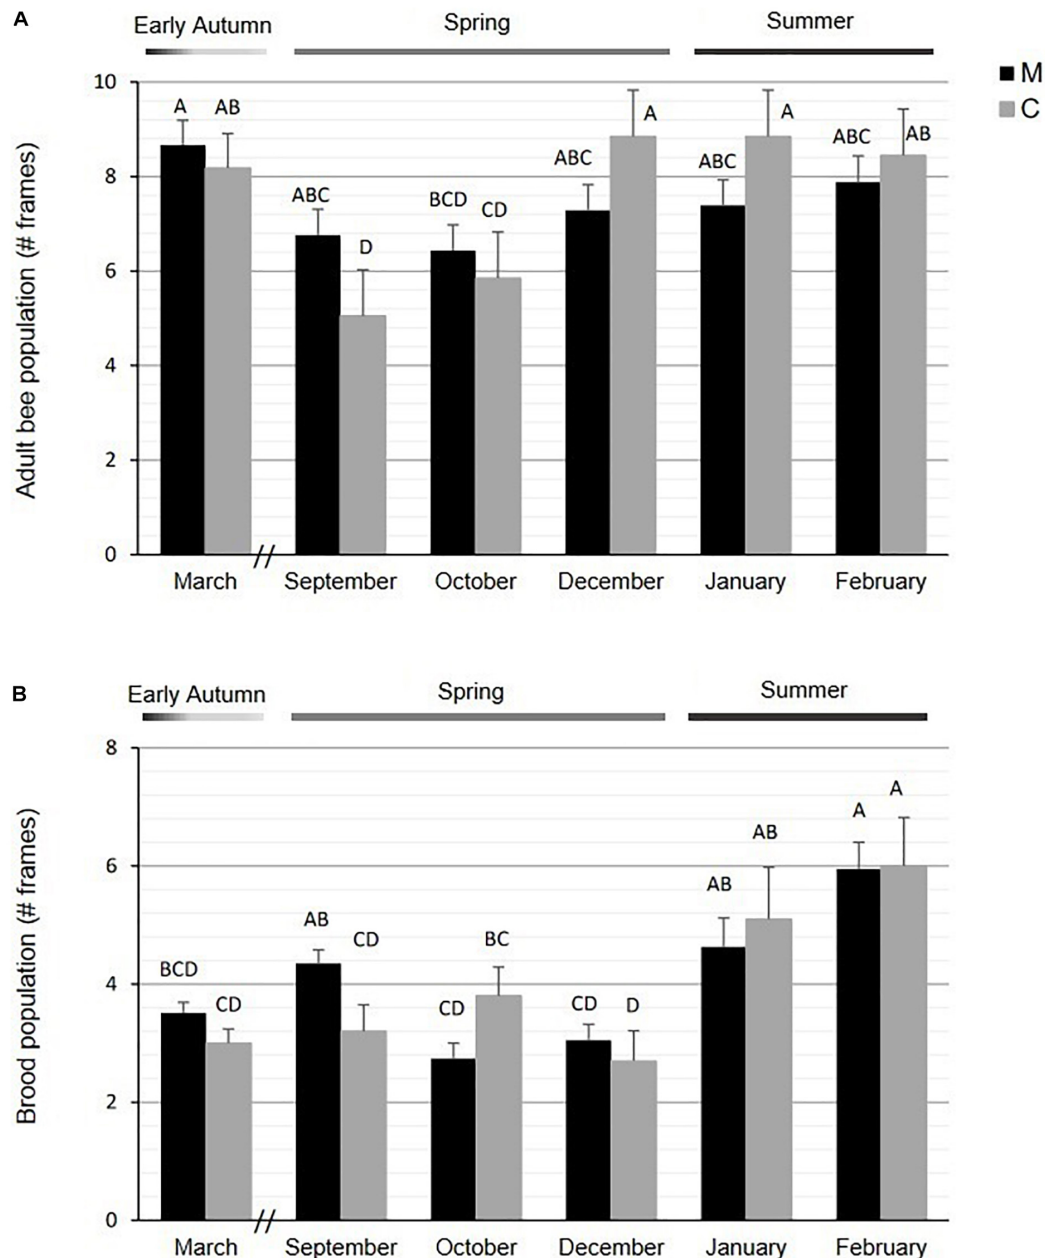 A
Early Autumn Spring Summer
M
C
Adult bee population (# frames)
10
8
6
4
2
0
A AB ABC D BCD CD ABC A ABC A ABC AB
March September October December January February
B
Early Autumn Spring Summer
Brood population (# frames)
8
6
4
2
0
BCD CD AB CD CD BC CD D AB AB A A
March September October December January February